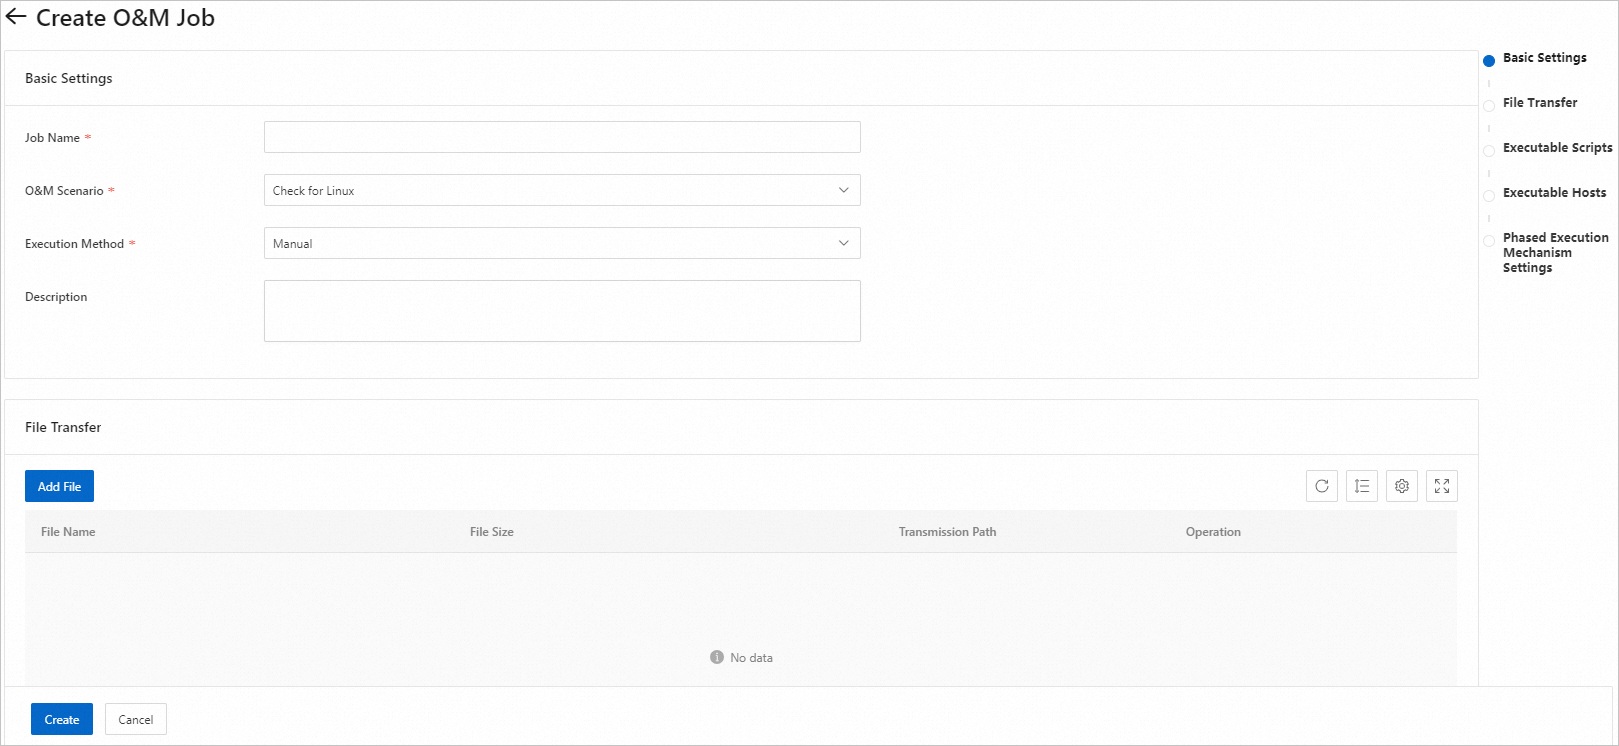 Create O&M Job
Basic Settings
Job Name *
O&M Scenario * Check for Linux
Execution Method * Manual
Description
File Transfer
Add File
File Name File Size Transmission Path Operation
No data
Create Cancel
Basic Settings
File Transfer
Executable Scripts
Executable Hosts
Phased Execution
Mechanism
Settings